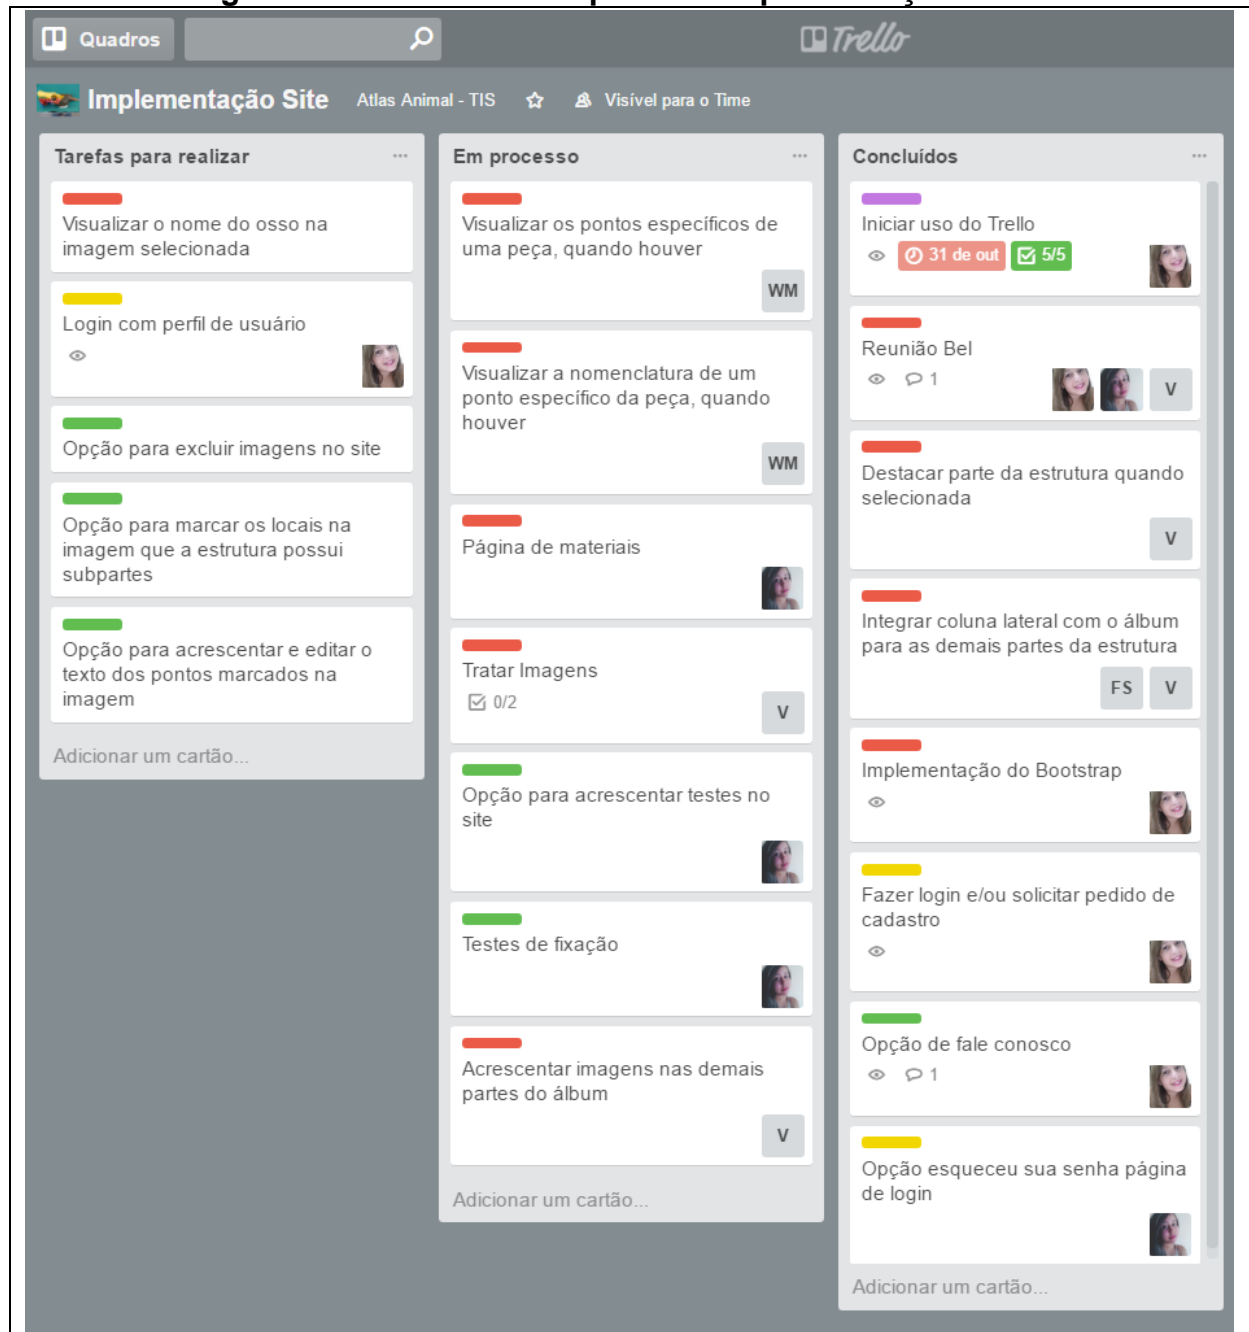 Quadros
Trello
Implementação Site
Atlas Animal - TIS
Visível para o Time
Tarefas para realizar
Visualizar o nome do osso na
imagem selecionada
Login com perfil de usuário
Opção para excluir imagens no site
Opção para marcar os locais na
imagem que a estrutura possui
subpartes
Opção para acrescentar e editar o
texto dos pontos marcados na
imagem
Adicionar um cartão...
Em processo
Visualizar os pontos específicos de
uma peça, quando houver
WM
Visualizar a nomenclatura de um
ponto específico da peça, quando
houver
WM
Página de materiais
Tratar Imagens
0/2
V
Opção para acrescentar testes no
site
Testes de fixação
Acrescentar imagens nas demais
partes do álbum
V
Adicionar um cartão...
Concluídos
Iniciar uso do Trello
31 de out
5/5
Reunião Bel
1
V
Destacar parte da estrutura quando
selecionada
V
Integrar coluna lateral com o álbum
para as demais partes da estrutura
FS
V
Implementação do Bootstrap
Fazer login e/ou solicitar pedido de
cadastro
Opção de fale conosco
1
Opção esqueceu sua senha página
de login
Adicionar um cartão...